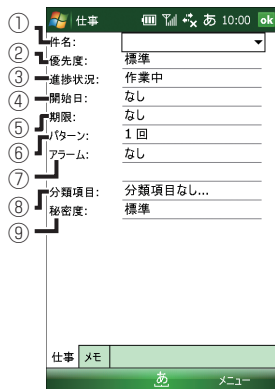 仕事 あ 10:00 ok
① 件名:
② 優先度: 標準
③ 進捗状況: 作業中
④ 開始日: なし
⑤ 期限: なし
⑥ パターン: 1 回
⑦ アラーム: なし
⑧ 分類項目: 分類項目なし...
⑨ 秘密度: 標準
仕事 メモ
あ メニュー